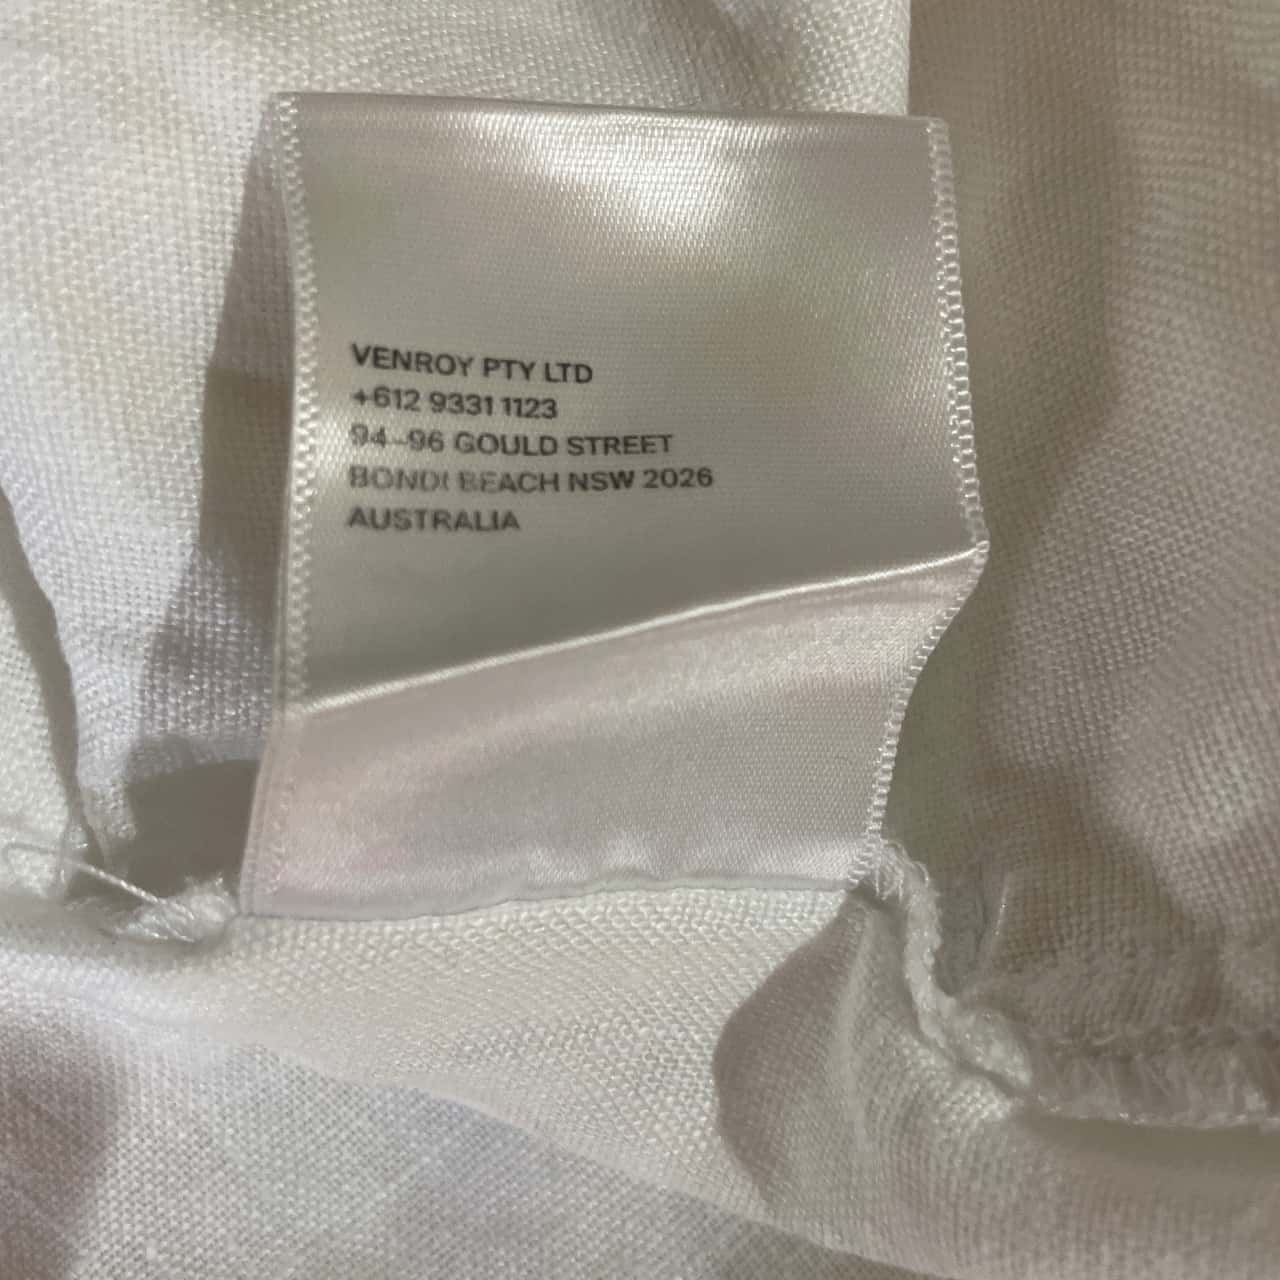 VENROY PTY LTD
+612 9331 1123
94-96 GOULD STREET
BONDI BEACH NSW 2026
AUSTRALIA